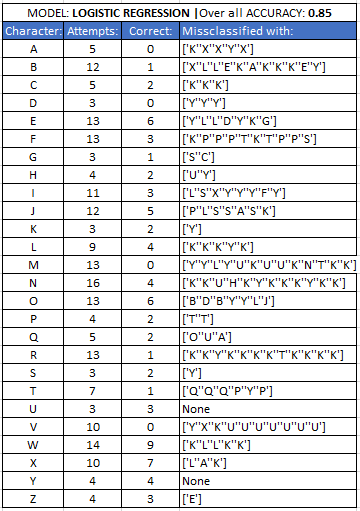 MODEL: LOGISTIC REGRESSION |Over all ACCURACY: 0.85
Character: Attempts: Correct: Missclassified with:
A 5 0 ['K''X''X''Y''X']
B 12 1 ['X''L''L''E''K''A''K''K''K''E''Y']
C 5 2 ['K''K''K']
D 3 0 ['Y''Y''Y']
E 13 6 ['Y''L''L''D''Y''K''G']
F 13 3 ['K''P''P''P''T''K''T''P''P''S']
G 3 1 ['S''C']
H 4 2 ['U''Y']
I 11 3 ['L''S''X''Y''Y''Y''F''Y']
J 12 5 ['P''L''S''S''A''S''K']
K 3 2 ['Y']
L 9 4 ['K''K''K''Y''K']
M 13 0 ['Y''Y''L''Y''U''K''U''U''K''N''T''K''K']
N 16 4 ['K''K''U''H''K''Y''K''K''K''Y''K''K']
O 13 6 ['B''D''B''Y''Y''L''J']
P 4 2 ['T''T']
Q 5 2 ['O''U''A']
R 13 1 ['K''K''Y''K''K''K''K''T''K''K''K''K']
S 3 2 ['Y']
T 7 1 ['Q''Q''Q''P''Y''P']
U 3 3 None
V 10 0 ['Y''X''K''U''U''U''U''U''U''U']
W 14 9 ['K''L''L''K''K']
X 10 7 ['L''A''K']
Y 4 4 None
Z 4 3 ['E']